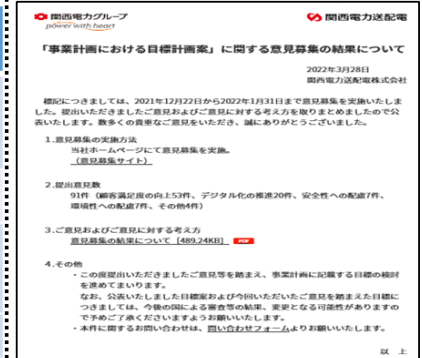 関西電力グループ
power with heart
関西電力送配電
「事業計画における目標計画案」に関する意見募集の結果について
2022年3月28日
関西電力送配電株式会社
標記につきましては、2021年12月22日から2022年1月31日まで意見募集を実施いたしま
した。提出いただきましたご意見およびご意見に対する考え方を取りまとめましたので公
表いたします。数多くの貴重なご意見をいただき、誠にありがとうございました。
1.意見募集の実施方法
当社ホームページにて意見募集を実施。
（意見募集サイト）
2.提出意見数
91件（顧客満足度の向上53件、デジタル化の推進20件、安全性への配慮7件、
環境性への配慮7件、その他4件）
3.ご意見およびご意見に対する考え方
意見募集の結果について [489.24KB] PDF
4.その他
・この度提出いただきましたご意見等を踏まえ、事業計画に記載する目標の検討
を進めてまいります。
なお、公表いたしました目標案および今回いただいたご意見を踏まえた目標に
つきましては、今後の国による審査等の結果、変更となる可能性がありますの
で予めご了承くださいますようお願いいたします。
・本件に関するお問い合わせは、問い合わせフォームよりお願いいたします。
以 上